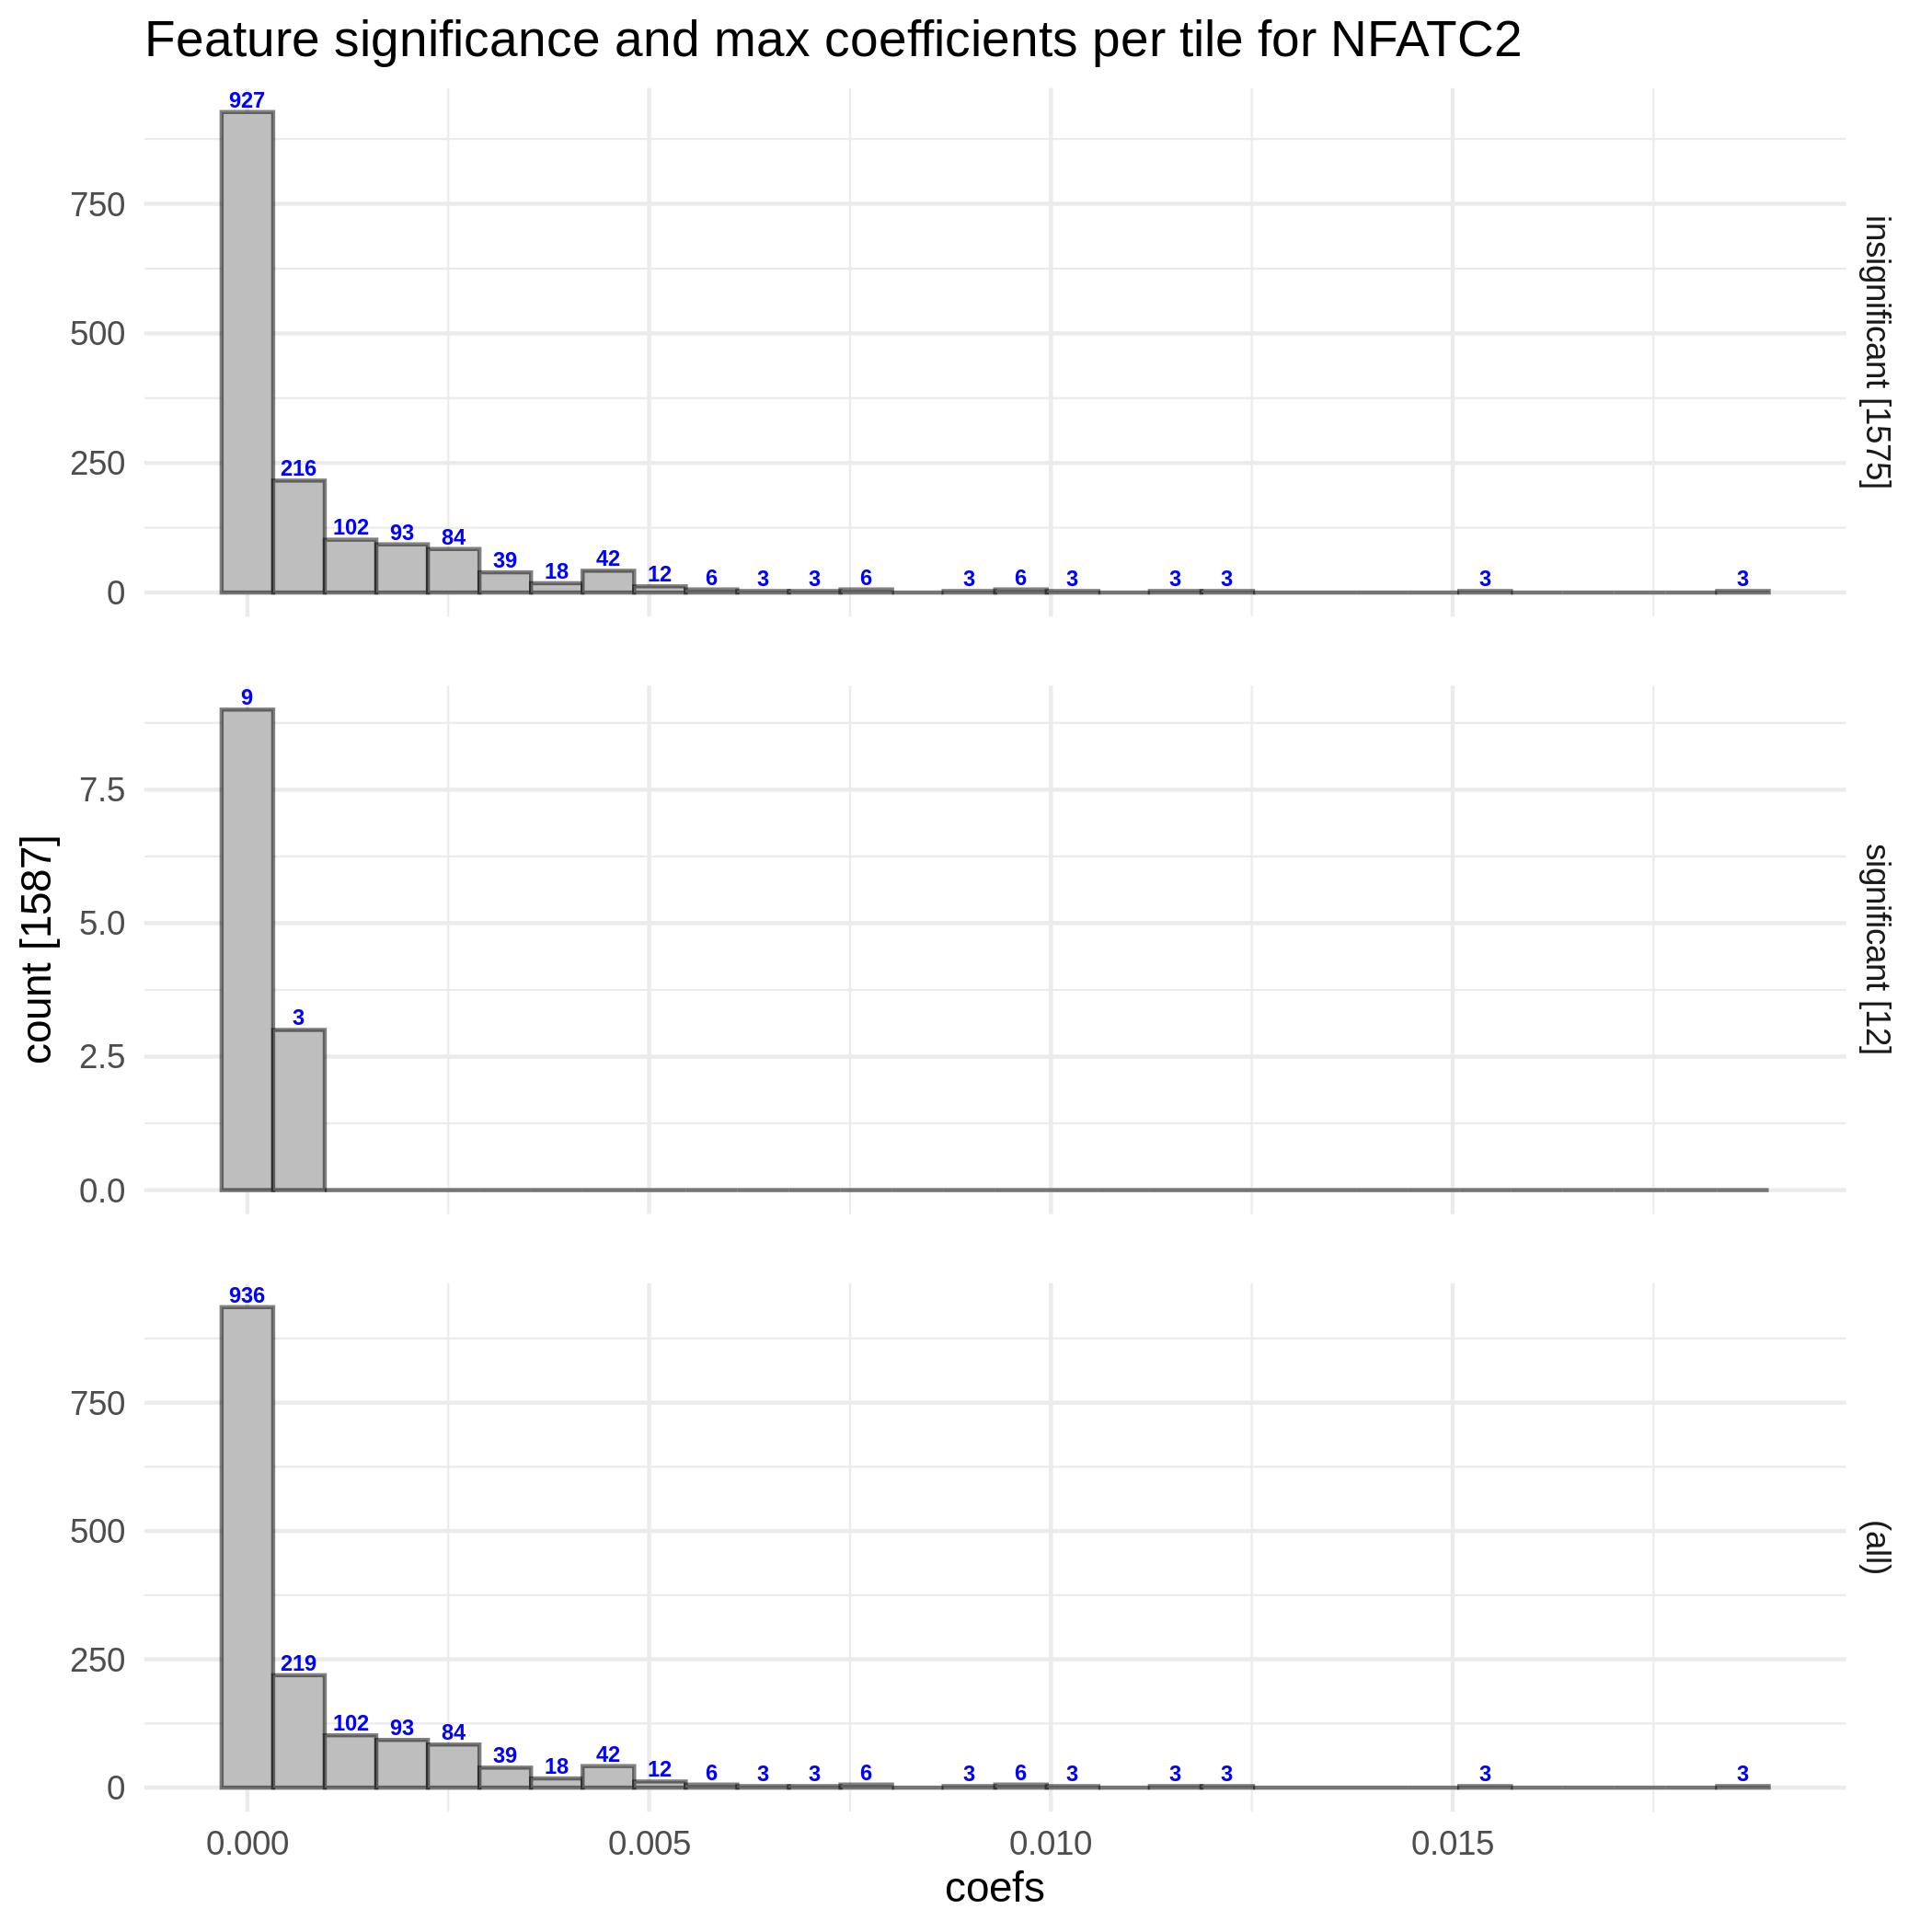 Feature significance and max coefficients per tile for NFATC2
927
750
500
250
216
102 93 84 39 18 42 12 6 3 3 6 3 6 3 3 3 3 3
0
insignificant [1575]
9
7.5
5.0
3
2.5
0.0
count [1587]
significant [12]
936
750
500
250
219
102 93 84 39 18 42 12 6 3 3 6 3 6 3 3 3 3 3
0
(all)
0.000 0.005 0.010 0.015
coefs